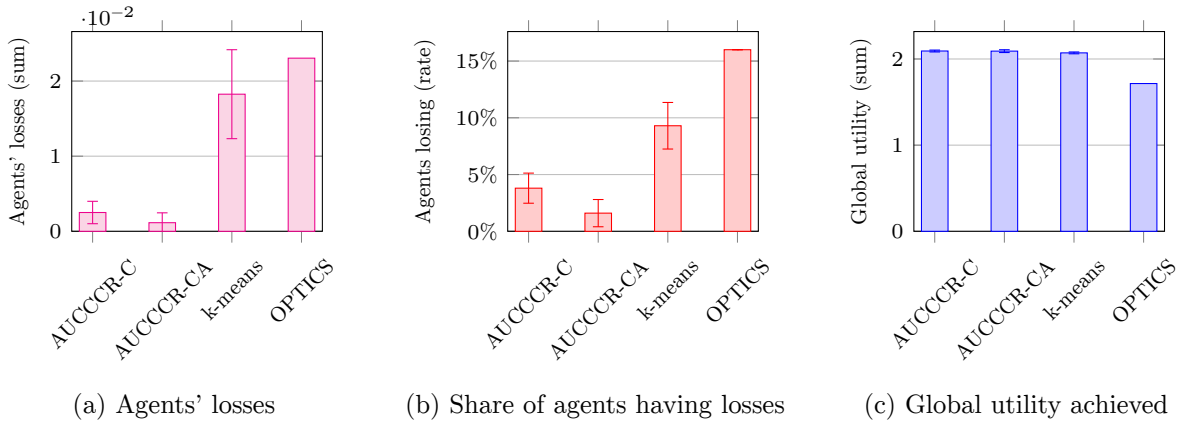 ·10−2
Agents' losses (sum)
2
1
0
AUCCCR-C
AUCCCR-CA
k-means
OPTICS
(a) Agents' losses
Agents losing (rate)
15%
10%
5%
0%
AUCCCR-C
AUCCCR-CA
k-means
OPTICS
(b) Share of agents having losses
Global utility (sum)
2
1
0
AUCCCR-C
AUCCCR-CA
k-means
OPTICS
(c) Global utility achieved